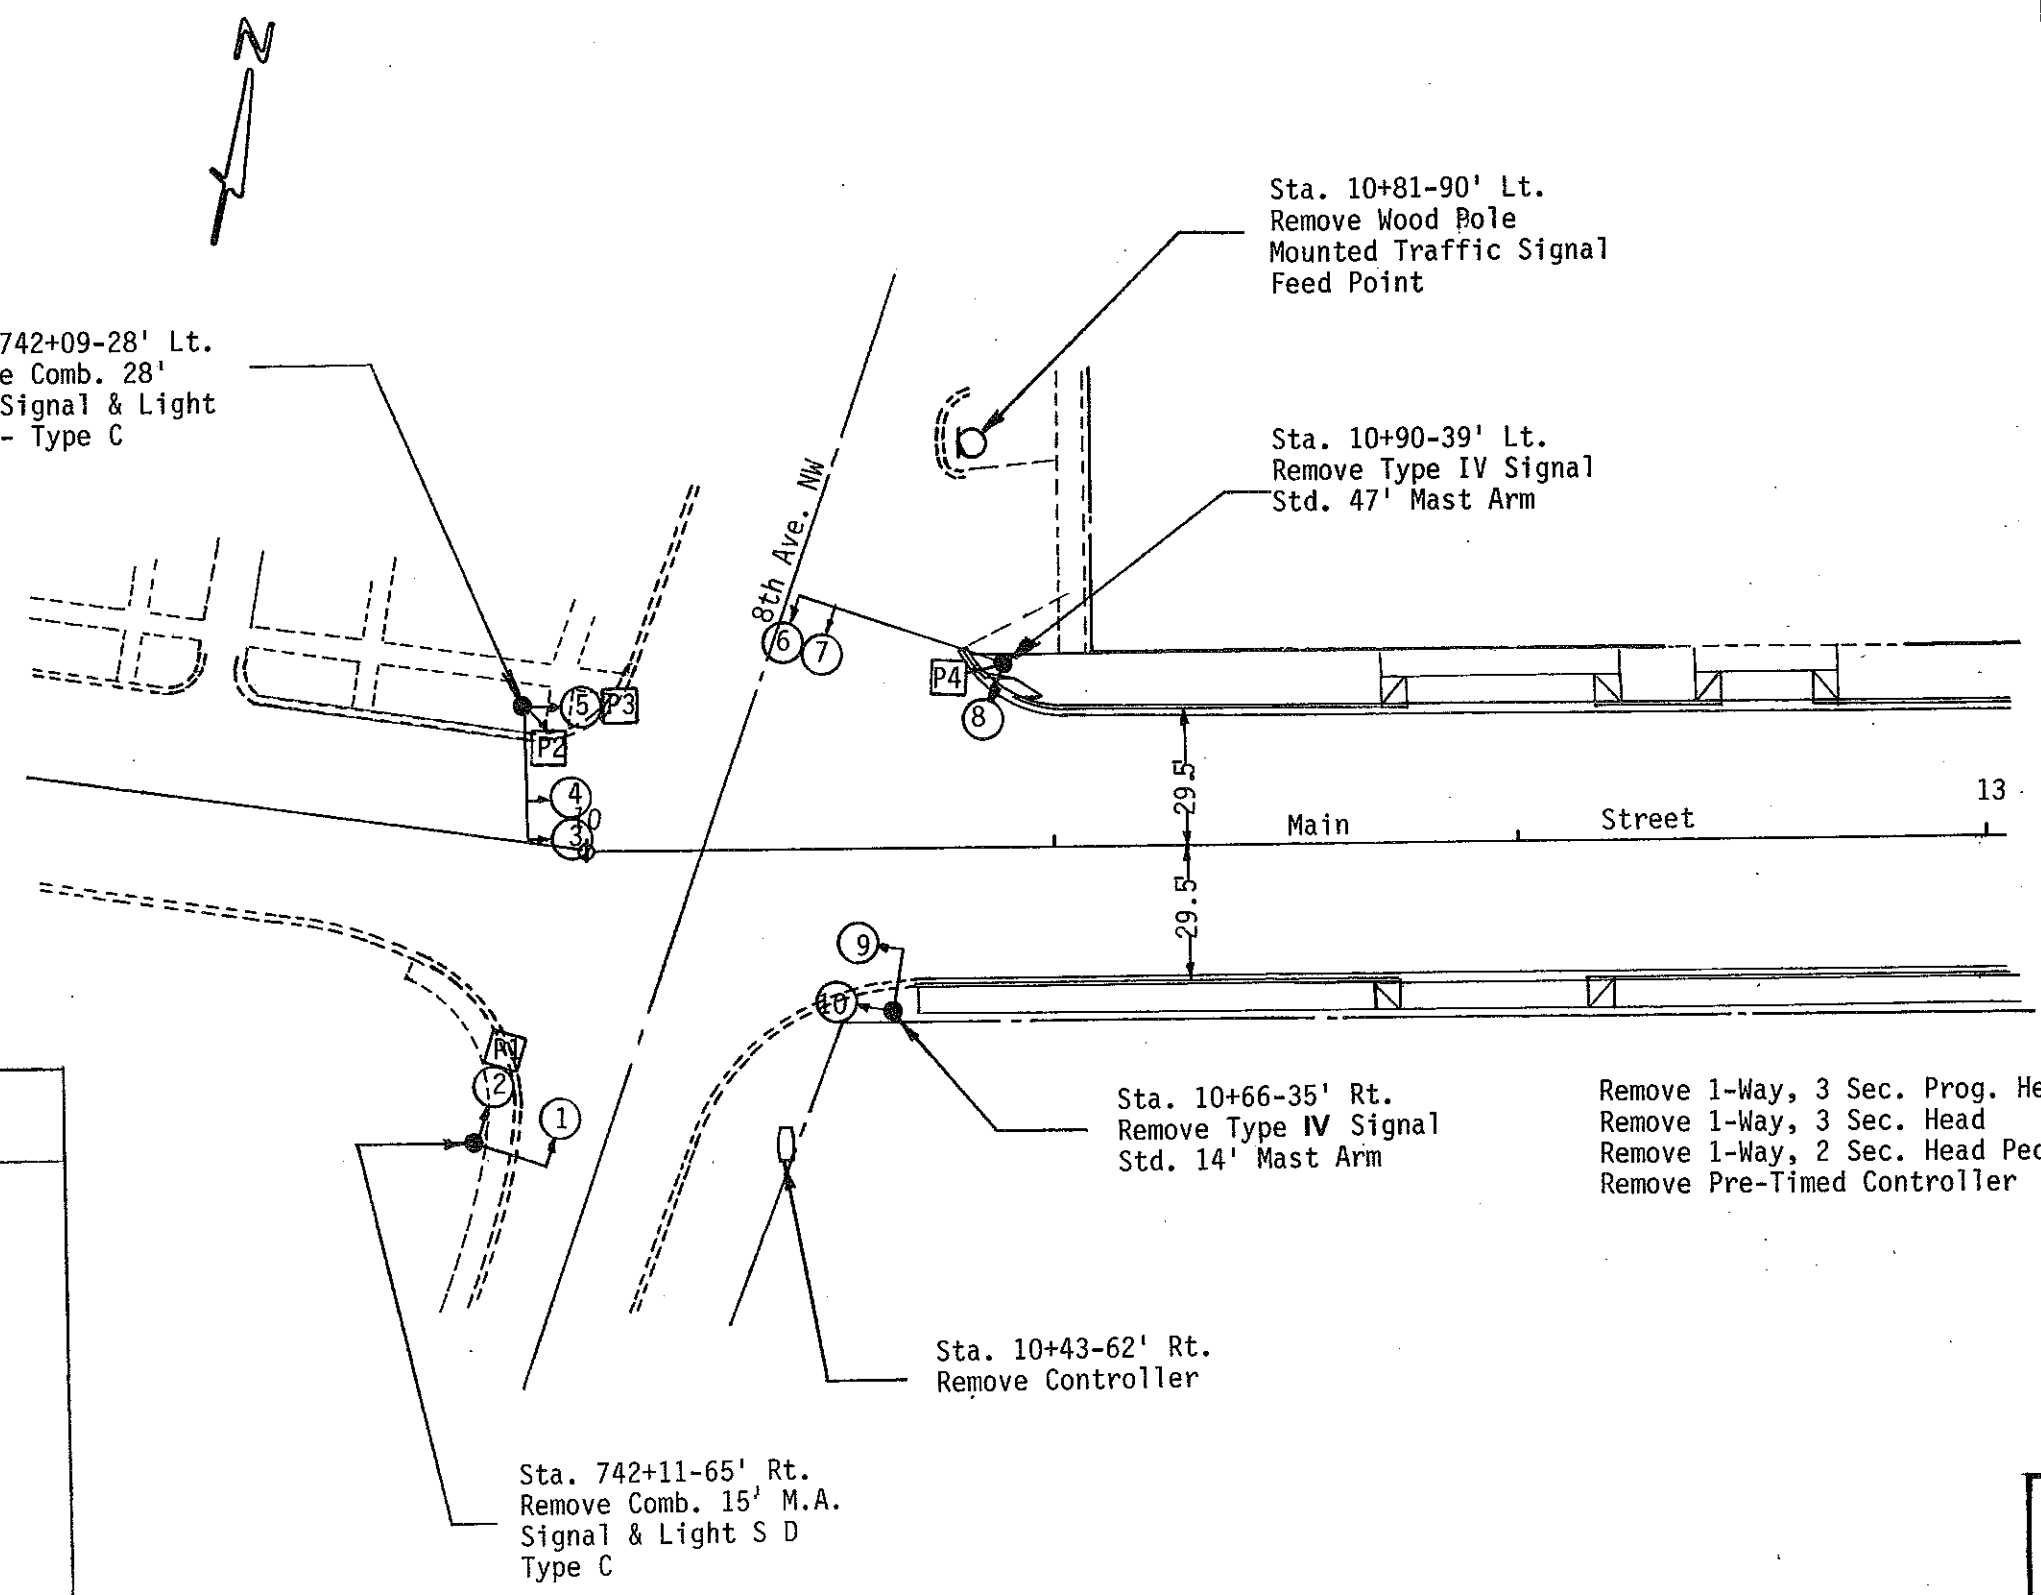 N
Sta. 10+81-90' Lt.
Remove Wood Pole
Mounted Traffic Signal
Feed Point
742+09-28' Lt.
e Comb. 28'
Signal & Light
- Type C
Sta. 10+90-39' Lt.
Remove Type IV Signal
Std. 47' Mast Arm
8th Ave. NW
6
7
P4
8
5
P3
P2
4
10
3
29.5
29.5
Main Street
13
9
10
P1
2
1
Sta. 10+66-35' Rt.
Remove Type IV Signal
Std. 14' Mast Arm
Remove 1-Way, 3 Sec. Prog. He
Remove 1-Way, 3 Sec. Head
Remove 1-Way, 2 Sec. Head Ped
Remove Pre-Timed Controller
Sta. 10+43-62' Rt.
Remove Controller
Sta. 742+11-65' Rt.
Remove Comb. 15' M.A.
Signal & Light S D
Type C